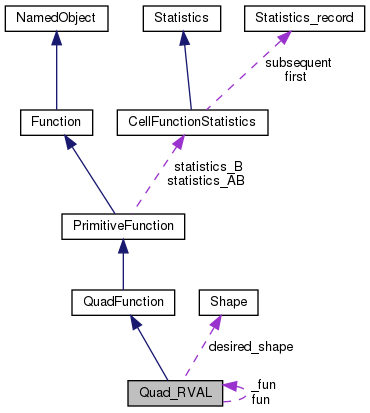 NamedObject
Statistics
Statistics_record
subsequent
first
Function
CellFunctionStatistics
statistics_B
statistics_AB
PrimitiveFunction
QuadFunction
Shape
desired_shape
_fun
fun
Quad_RVAL